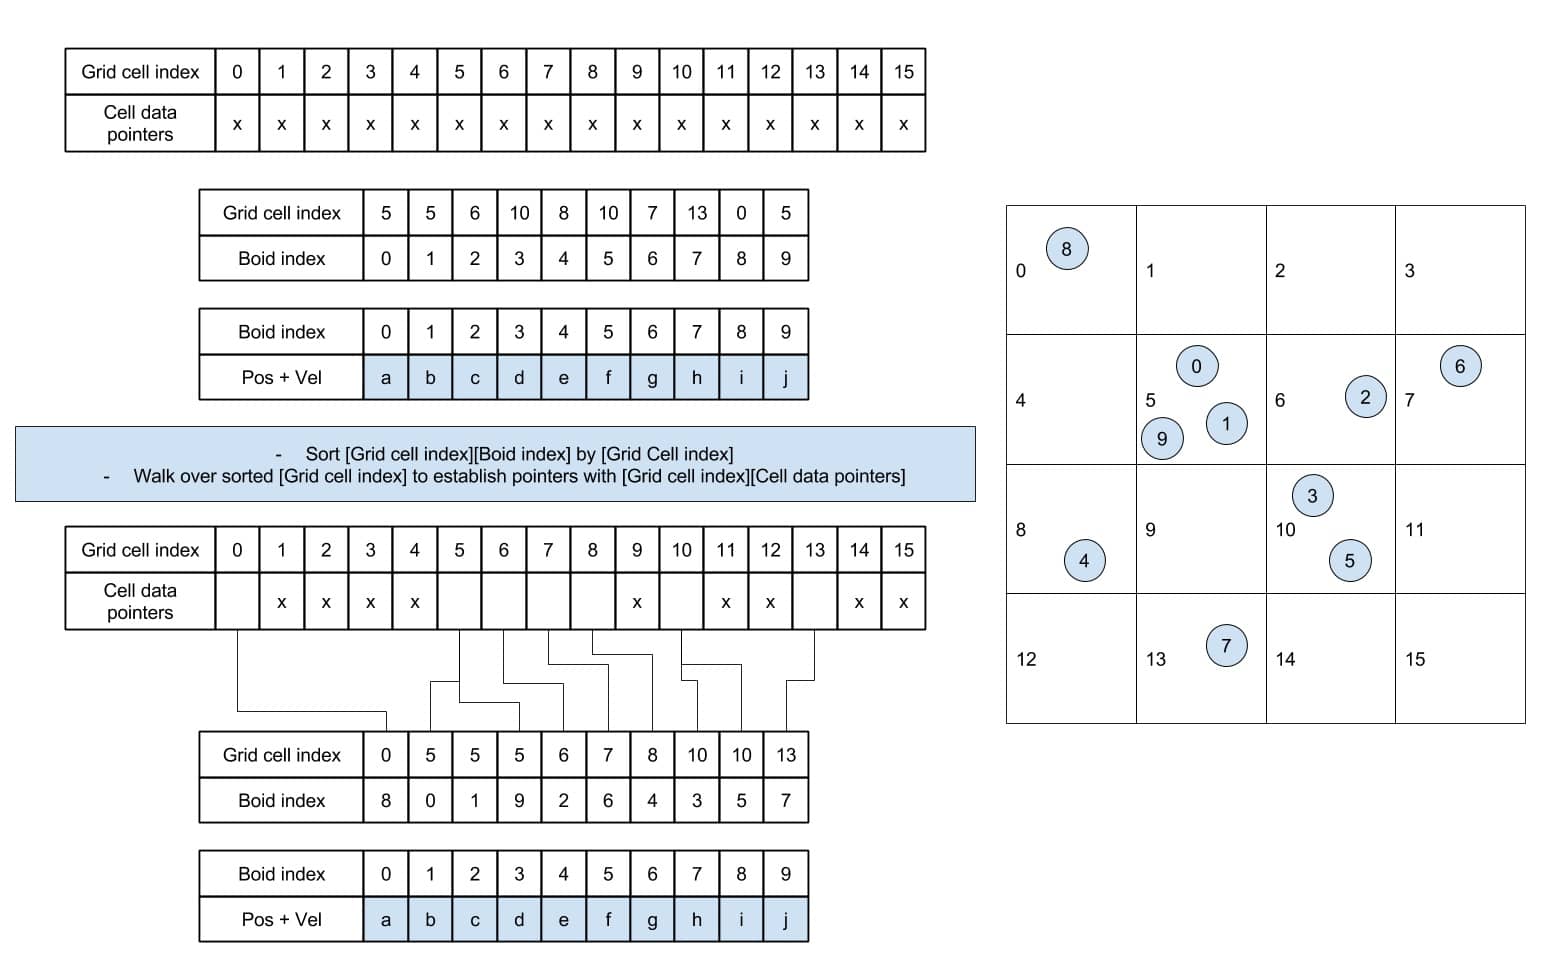 Grid cell index 0 1 2 3 4 5 6 7 8 9 10 11 12 13 14 15
Cell data
pointers x x x x x x x x x x x x x x x x
Grid cell index 5 5 6 10 8 10 7 13 0 5
Boid index 0 1 2 3 4 5 6 7 8 9
Boid index 0 1 2 3 4 5 6 7 8 9
Pos + Vel a b c d e f g h i j
- Sort [Grid cell index][Boid index] by [Grid Cell index]
- Walk over sorted [Grid cell index] to establish pointers with [Grid cell index][Cell data pointers]
Grid cell index 0 1 2 3 4 5 6 7 8 9 10 11 12 13 14 15
Cell data
pointers x x x x x x x x x
Grid cell index 0 5 5 5 6 7 8 10 10 13
Boid index 8 0 1 9 2 6 4 3 5 7
Boid index 0 1 2 3 4 5 6 7 8 9
Pos + Vel a b c d e f g h i j
8
0 1 2 3
0 6
4 5 6 2 7
1
9
3
8 9 10 11
4 5
7
12 13 14 15